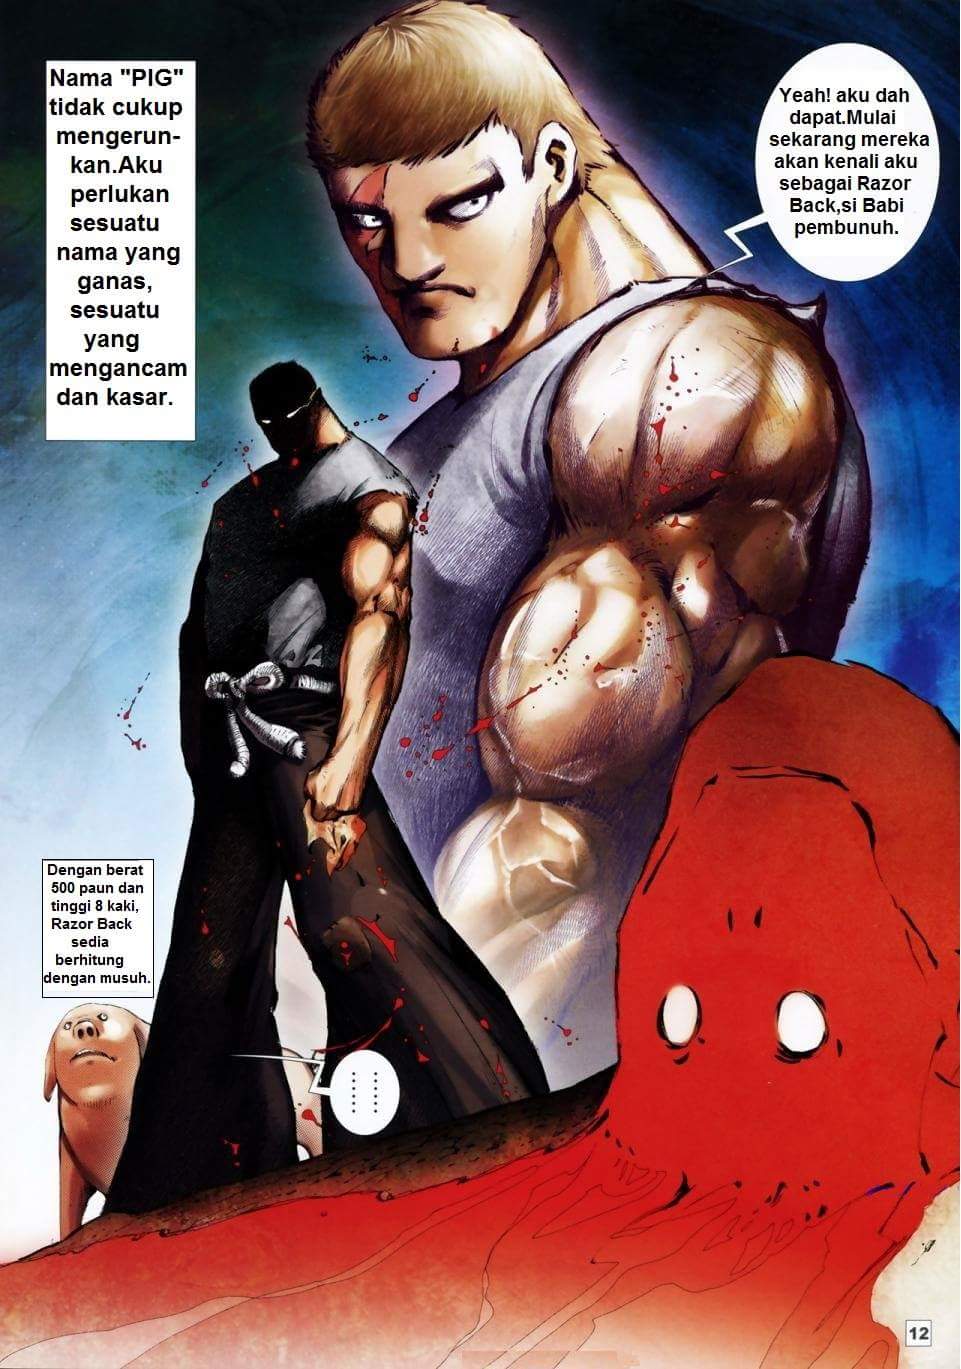 Nama "PIG"
tidak cukup
mengerun-
kan.Aku
perlukan
sesuatu
nama yang
ganas,
sesuatu
yang
mengancam
dan kasar.
Yeah! aku dah
dapat.Mulai
sekarang mereka
akan kenali aku
sebagai Razor
Back,si Babi
pembunuh.
Dengan berat
500 paun dan
tinggi 8 kaki,
Razor Back
sedia
berhitung
dengan musuh.
12